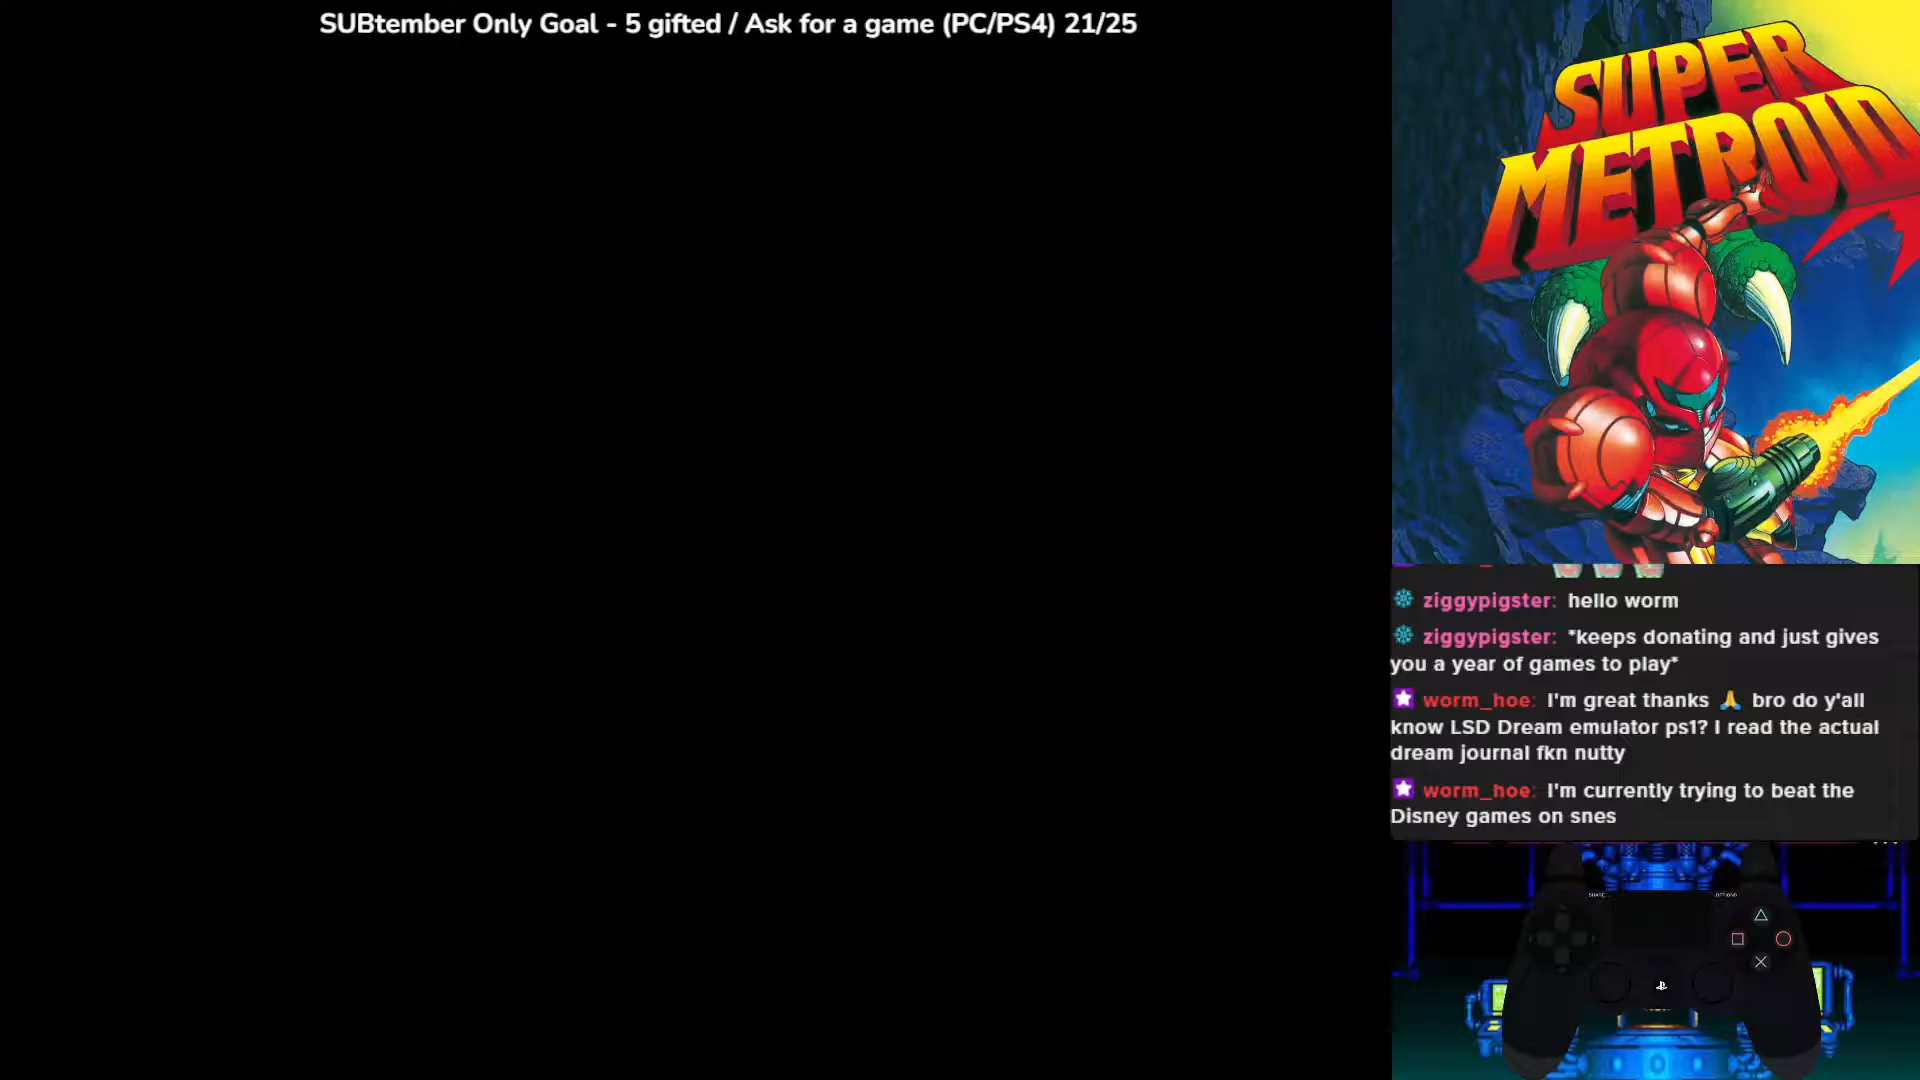 SUBtember Only Goal - 5 gifted / Ask for a game (PC/PS4) 21/25
SUPER
METROID
ziggypigster: hello worm
ziggypigster: *keeps donating and just gives
you a year of games to play*
worm_hoe: I'm great thanks 🙏 bro do y'all
know LSD Dream emulator ps1? I read the actual
dream journal fkn nutty
worm_hoe: I'm currently trying to beat the
Disney games on snes
SHARE
OPTIONS